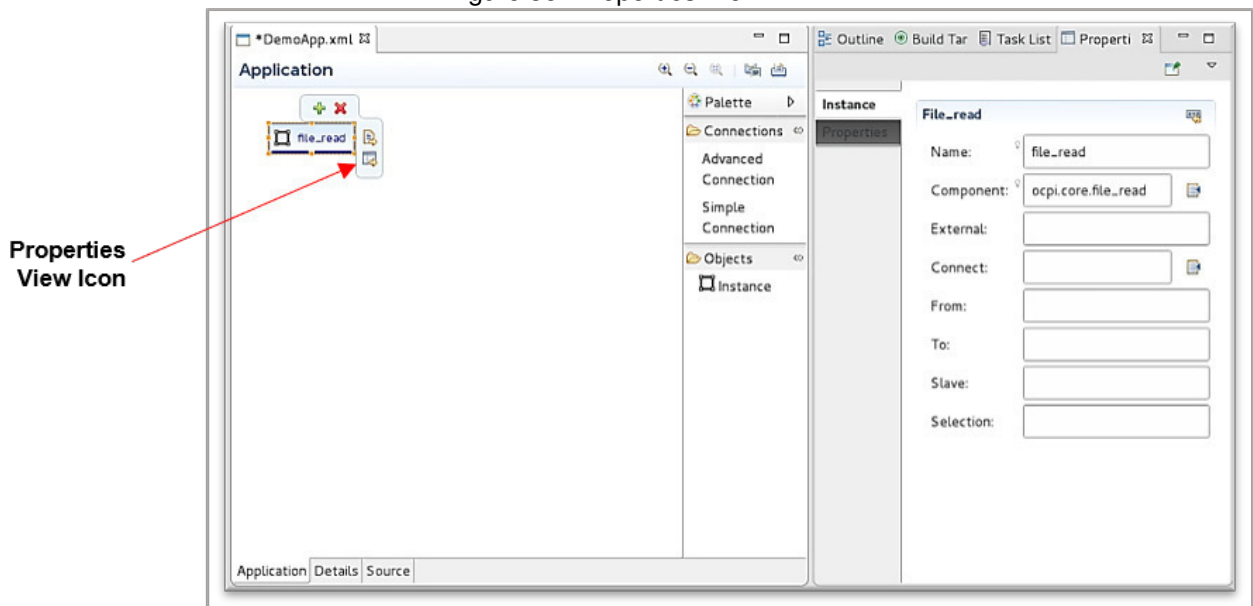 *DemoApp.xml
Application
file_read
Palette
Connections
Advanced
Connection
Simple
Connection
Objects
Instance
Application Details Source
Properties
View Icon
Outline Build Tar Task List Properti
Instance
Properties
File_read
Name: file_read
Component: ocpi.core.file_read
External:
Connect:
From:
To:
Slave:
Selection: